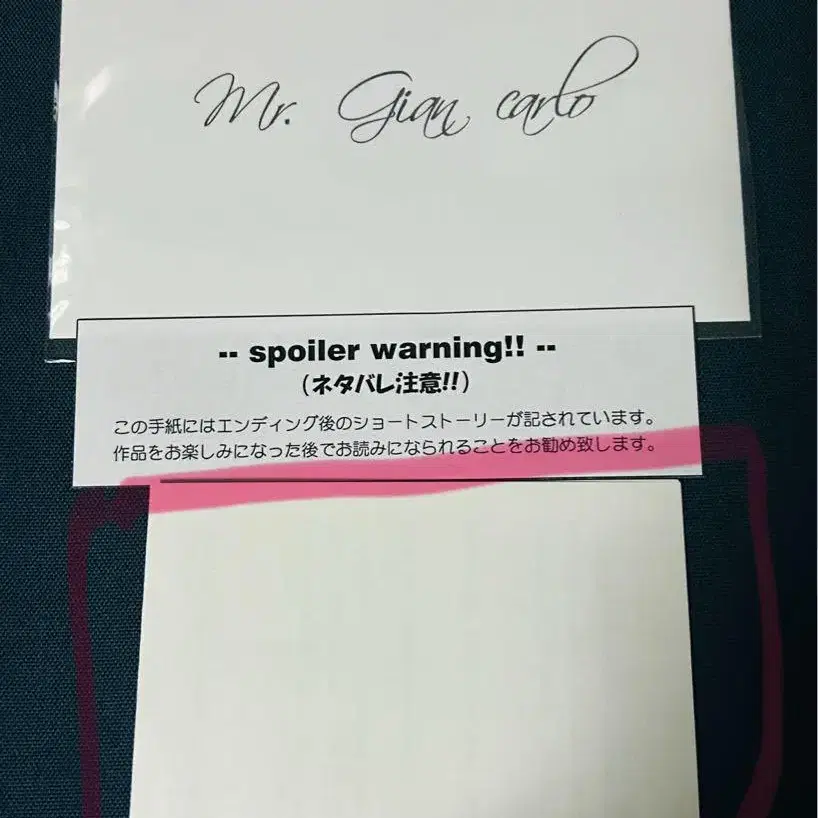 Mr. Gian carlo
-- spoiler warning!! --
(ネタバレ注意!!)
この手紙にはエンディング後のショートストーリーが記されています。
作品をお楽しみになった後でお読みになられることをお勧め致します。